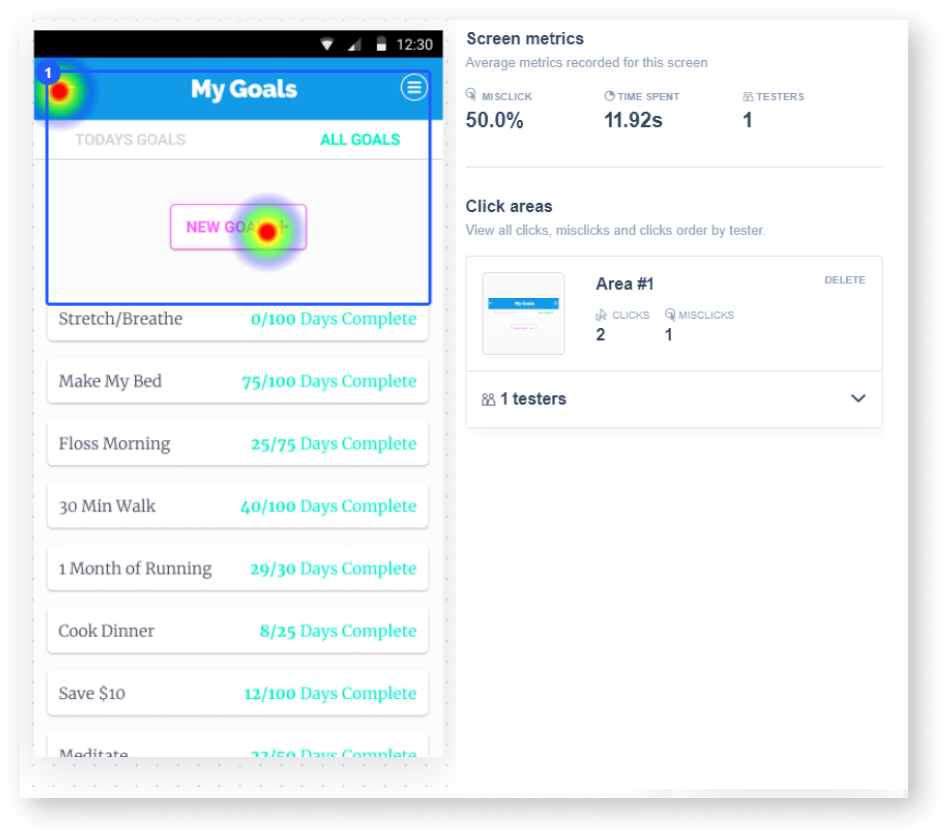 12:30
1
My Goals
TODAYS GOALS
ALL GOALS
NEW GOAL +
Stretch/Breathe 0/100 Days Complete
Make My Bed 75/100 Days Complete
Floss Morning 25/75 Days Complete
30 Min Walk 40/100 Days Complete
1 Month of Running 29/30 Days Complete
Cook Dinner 8/25 Days Complete
Save $10 12/100 Days Complete
Meditate 23/50 Days Complete
Screen metrics
Average metrics recorded for this screen
MISCLICK TIME SPENT TESTERS
50.0% 11.92s 1
Click areas
View all clicks, misclicks and clicks order by tester.
Area #1
DELETE
CLICKS MISCLICKS
2 1
My Goals
1 testers